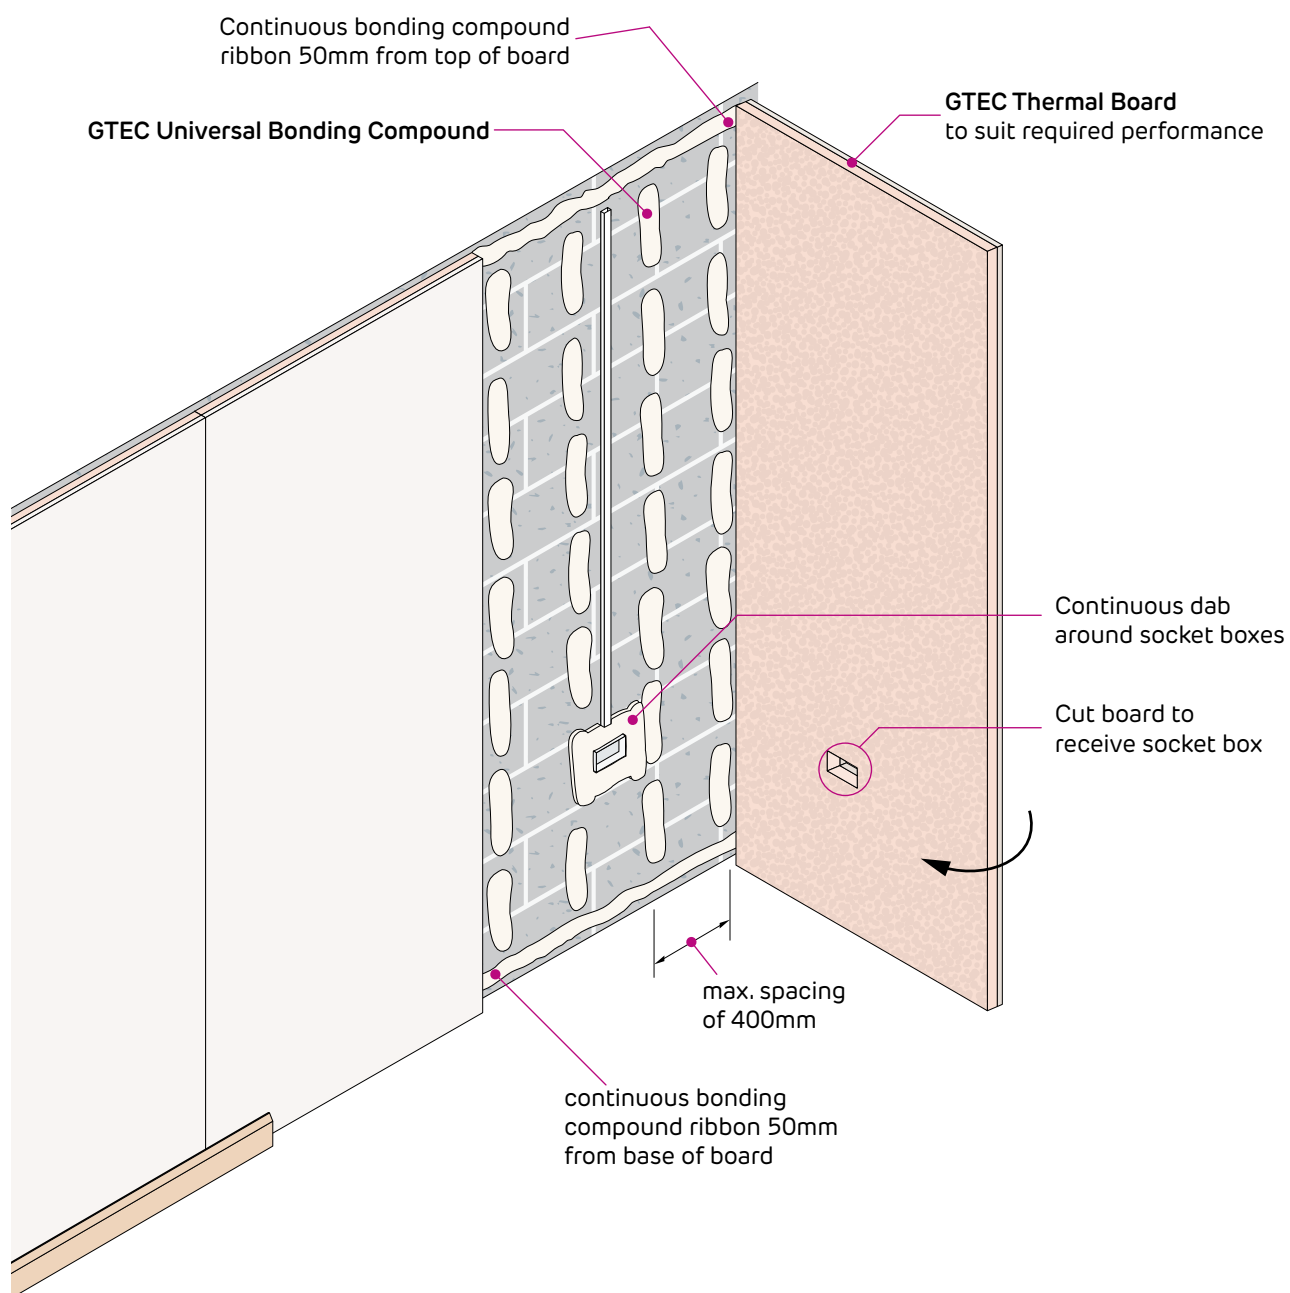 Continuous bonding compound
ribbon 50mm from top of board
GTEC Universal Bonding Compound
GTEC Thermal Board
to suit required performance
Continuous dab
around socket boxes
Cut board to
receive socket box
max. spacing
of 400mm
continuous bonding
compound ribbon 50mm
from base of board